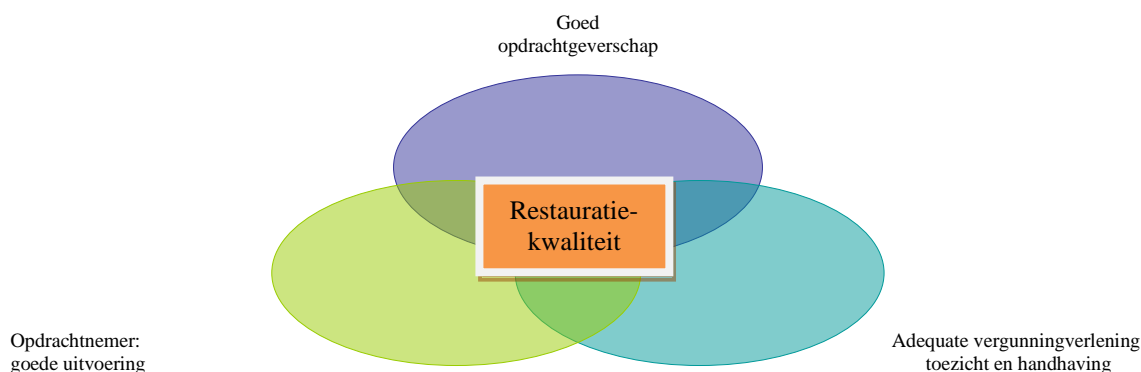 Goed
opdrachtgeverschap
Restauratie-
kwaliteit
Opdrachtnemer:
goede uitvoering
Adequate vergunningverlening
toezicht en handhaving